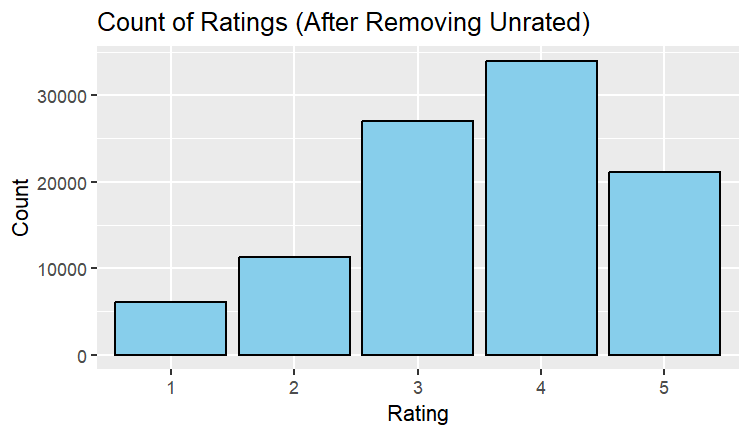 Count of Ratings (After Removing Unrated)
Count
30000
20000
10000
0
1 2 3 4 5
Rating